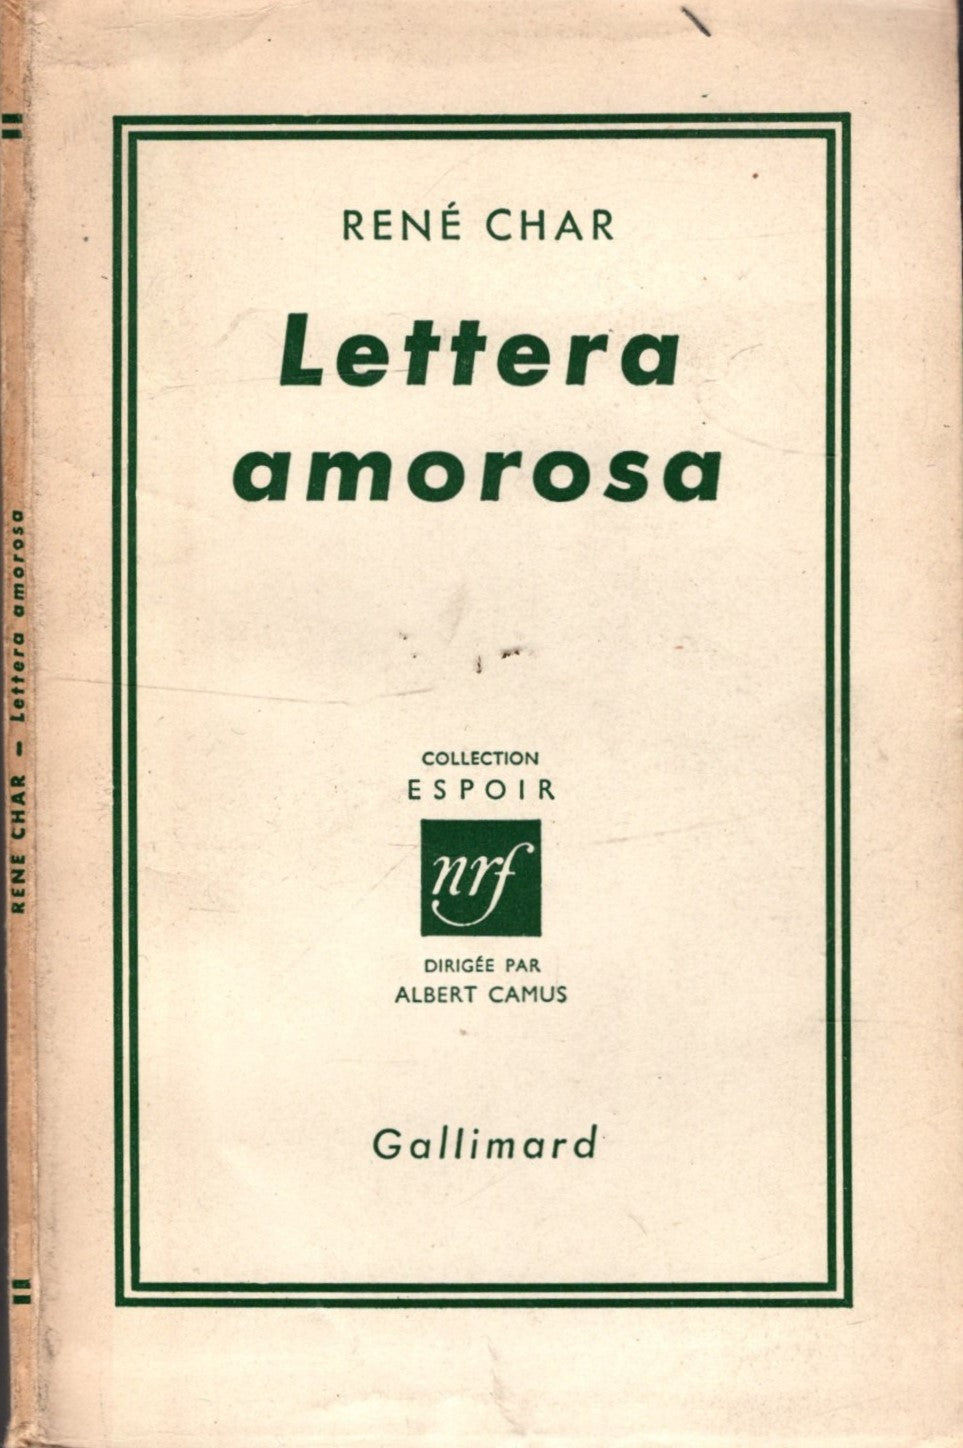 RENÉ CHAR
Lettera
amorosa
COLLECTION
ESPOIR
nrf
DIRIGÉE PAR
ALBERT CAMUS
Gallimard
RENE CHAR — Lettera amorosa